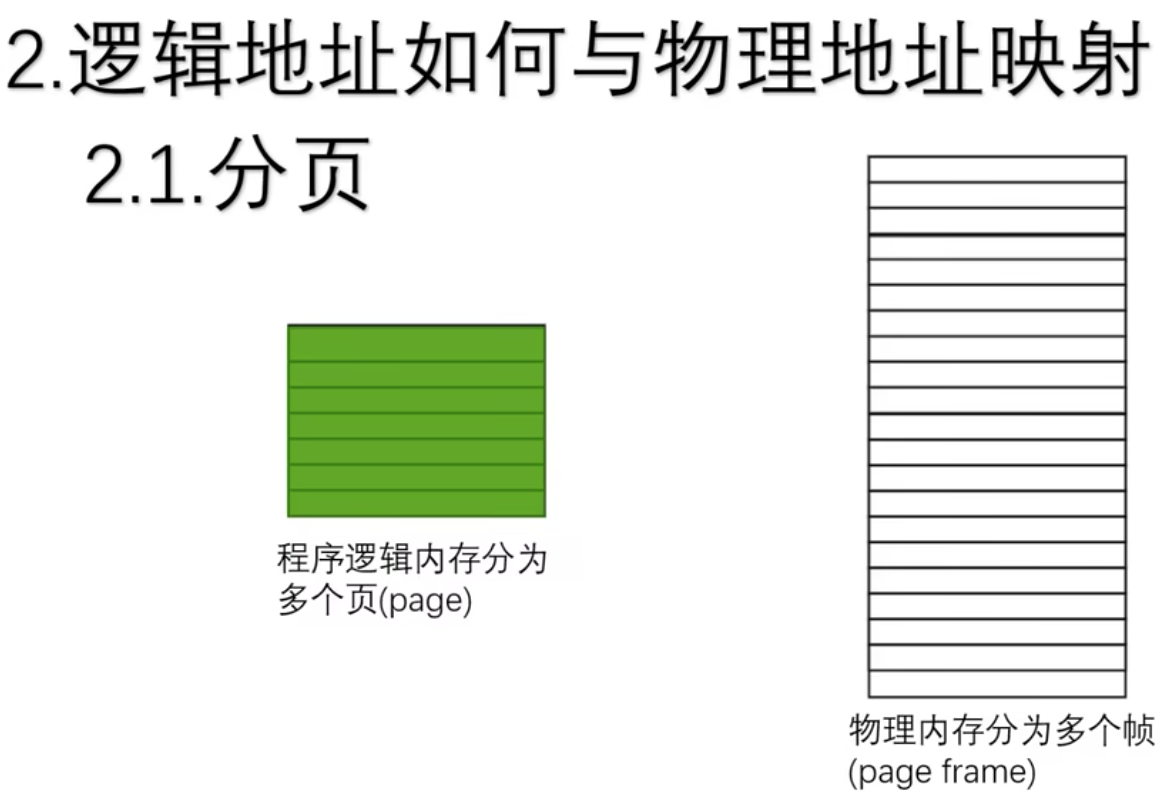 2.逻辑地址如何与物理地址映射
2.1.分页
程序逻辑内存分为
多个页(page)
物理内存分为多个帧
(page frame)